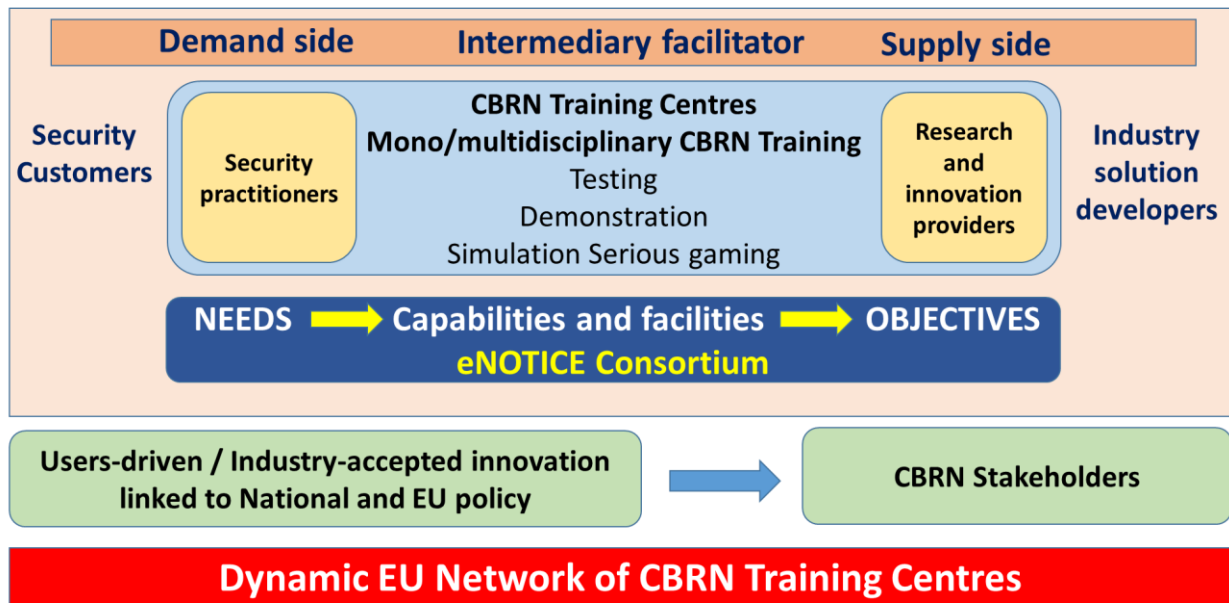 Demand side Intermediary facilitator Supply side
Security
Customers
Security
practitioners
CBRN Training Centres
Mono/multidisciplinary CBRN Training
Testing
Demonstration
Simulation Serious gaming
Research
and
innovation
providers
Industry
solution
developers
NEEDS Capabilities and facilities OBJECTIVES
eNOTICE Consortium
Users-driven / Industry-accepted innovation
linked to National and EU policy
CBRN Stakeholders
Dynamic EU Network of CBRN Training Centres